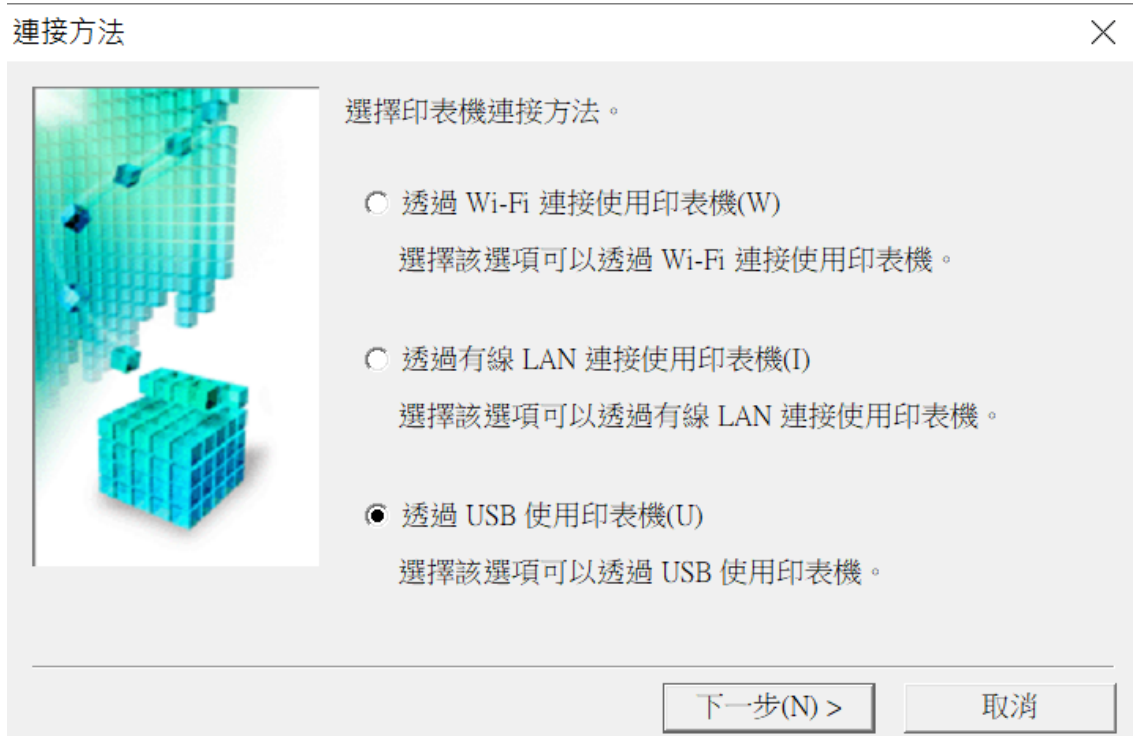 連接方法
選擇印表機連接方法。
透過 Wi-Fi 連接使用印表機(W)
選擇該選項可以透過 Wi-Fi 連接使用印表機。
透過有線 LAN 連接使用印表機(I)
選擇該選項可以透過有線 LAN 連接使用印表機。
透過 USB 使用印表機(U)
選擇該選項可以透過 USB 使用印表機。
下一步(N) >
取消